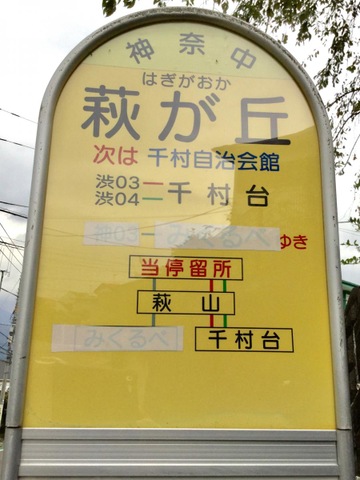 神奈中
はぎがおか
萩が丘
次は 千村自治会館
渋03 千村台
渋04
みくるべ ゆき
当停留所
萩山
みくるべ 千村台